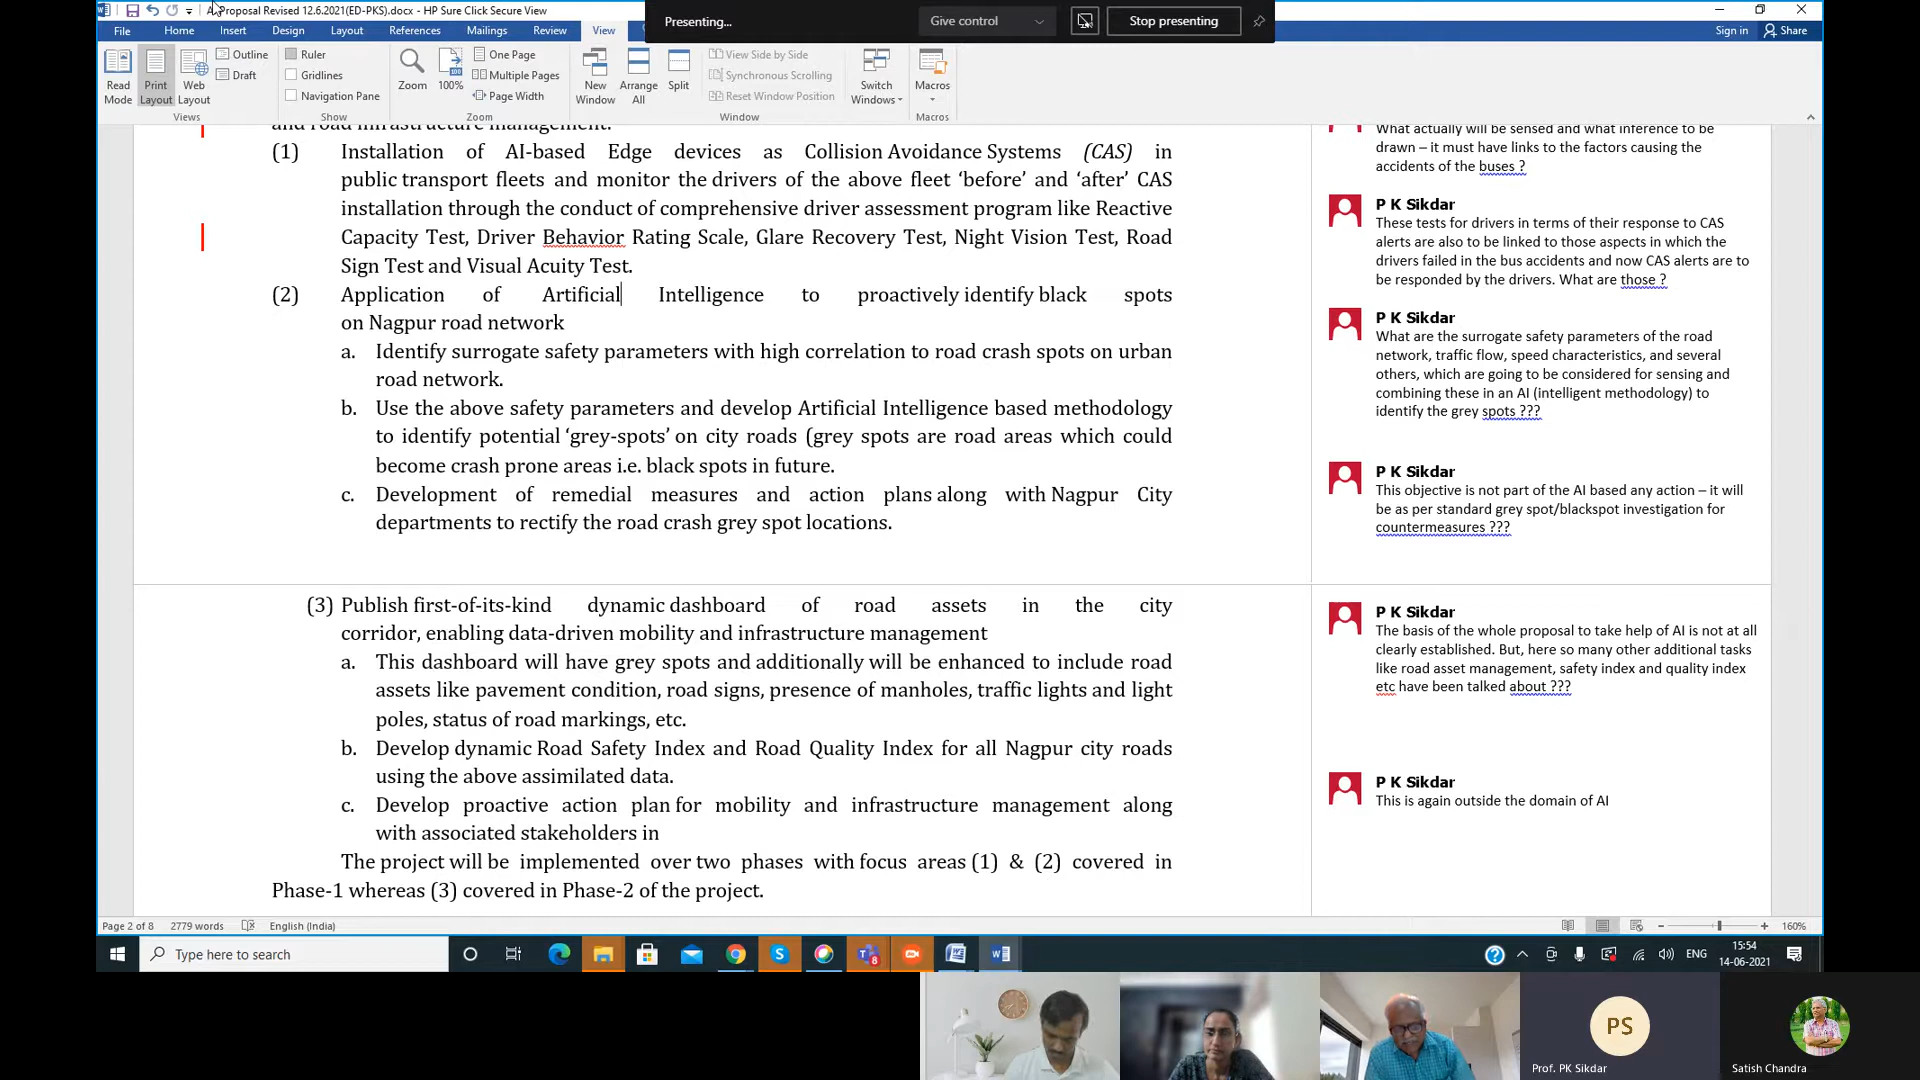 A Proposal Revised 12.6.2021(ED-PKS).docx - HP Sure Click Secure View
Presenting...
Give control
Stop presenting
File Home Insert Design Layout References Mailings Review View
Sign in Share
Read Mode
Print Layout
Web Layout
Outline
Draft
Views
Ruler
Gridlines
Navigation Pane
Show
Zoom
100%
One Page
Multiple Pages
Page Width
Zoom
New Window
Arrange All
Split
View Side by Side
Synchronous Scrolling
Reset Window Position
Window
Switch Windows
Macros
Macros
and road infrastructure management.
(1) Installation of AI-based Edge devices as Collision Avoidance Systems (CAS) in
public transport fleets and monitor the drivers of the above fleet ‘before’ and ‘after’ CAS
installation through the conduct of comprehensive driver assessment program like Reactive
Capacity Test, Driver Behavior Rating Scale, Glare Recovery Test, Night Vision Test, Road
Sign Test and Visual Acuity Test.
(2) Application of Artificial Intelligence to proactively identify black spots
on Nagpur road network
a. Identify surrogate safety parameters with high correlation to road crash spots on urban
road network.
b. Use the above safety parameters and develop Artificial Intelligence based methodology
to identify potential ‘grey-spots’ on city roads (grey spots are road areas which could
become crash prone areas i.e. black spots in future.
c. Development of remedial measures and action plans along with Nagpur City
departments to rectify the road crash grey spot locations.
(3) Publish first-of-its-kind dynamic dashboard of road assets in the city
corridor, enabling data-driven mobility and infrastructure management
a. This dashboard will have grey spots and additionally will be enhanced to include road
assets like pavement condition, road signs, presence of manholes, traffic lights and light
poles, status of road markings, etc.
b. Develop dynamic Road Safety Index and Road Quality Index for all Nagpur city roads
using the above assimilated data.
c. Develop proactive action plan for mobility and infrastructure management along
with associated stakeholders in
The project will be implemented over two phases with focus areas (1) & (2) covered in
Phase-1 whereas (3) covered in Phase-2 of the project.
What actually will be sensed and what inference to be
drawn – it must have links to the factors causing the
accidents of the buses ?
P K Sikdar
These tests for drivers in terms of their response to CAS
alerts are also to be linked to those aspects in which the
drivers failed in the bus accidents and now CAS alerts are to
be responded by the drivers. What are those ?
P K Sikdar
What are the surrogate safety parameters of the road
network, traffic flow, speed characteristics, and several
others, which are going to be considered for sensing and
combining these in an AI (intelligent methodology) to
identify the grey spots ???
P K Sikdar
This objective is not part of the AI based any action – it will
be as per standard grey spot/blackspot investigation for
countermeasures ???
P K Sikdar
The basis of the whole proposal to take help of AI is not at all
clearly established. But, here so many other additional tasks
like road asset management, safety index and quality index
etc have been talked about ???
P K Sikdar
This is again outside the domain of AI
Page 2 of 8 2779 words English (India)
160%
Type here to search
8
ENG
15:54
14-06-2021
PS
Prof. PK Sikdar
Satish Chandra